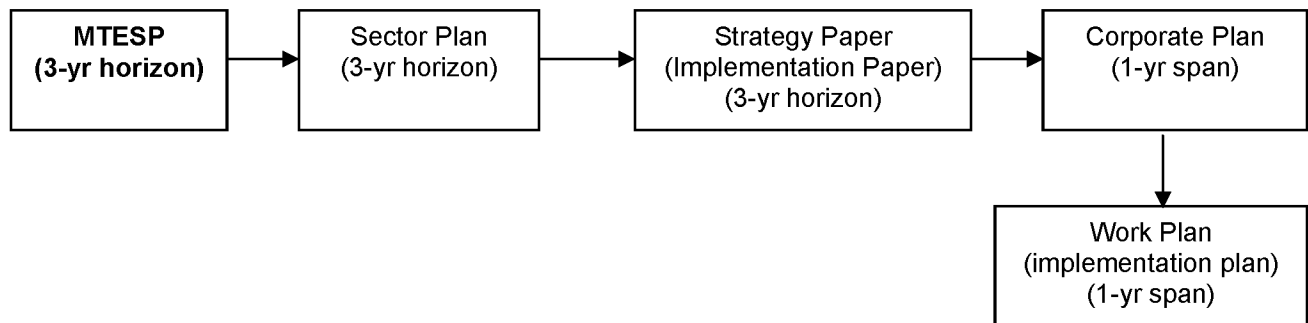 MTESP
(3-yr horizon)
Sector Plan
(3-yr horizon)
Strategy Paper
(Implementation Paper)
(3-yr horizon)
Corporate Plan
(1-yr span)
Work Plan
(implementation plan)
(1-yr span)